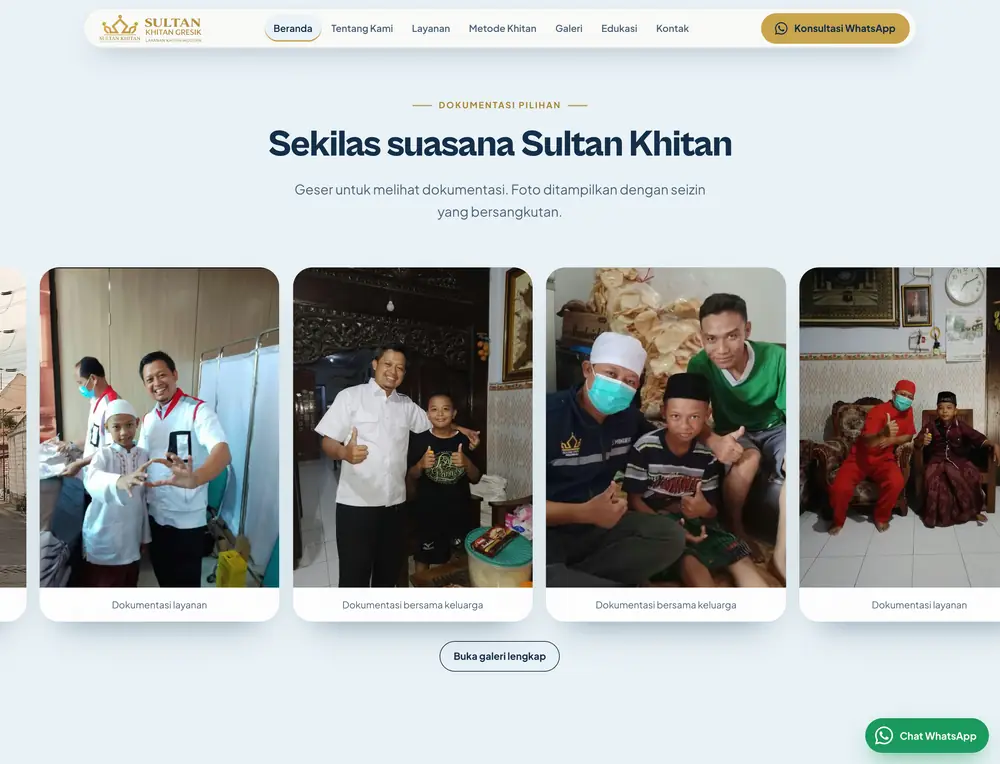 SULTAN
KHITAN GRESIK
SULTAN KHITAN
Beranda
Tentang Kami
Layanan
Metode Khitan
Galeri
Edukasi
Kontak
Konsultasi WhatsApp
DOKUMENTASI PILIHAN
Sekilas suasana Sultan Khitan
Geser untuk melihat dokumentasi. Foto ditampilkan dengan seizin
yang bersangkutan.
Dokumentasi layanan
Dokumentasi bersama keluarga
Dokumentasi bersama keluarga
Dokumentasi layanan
Buka galeri lengkap
Chat WhatsApp